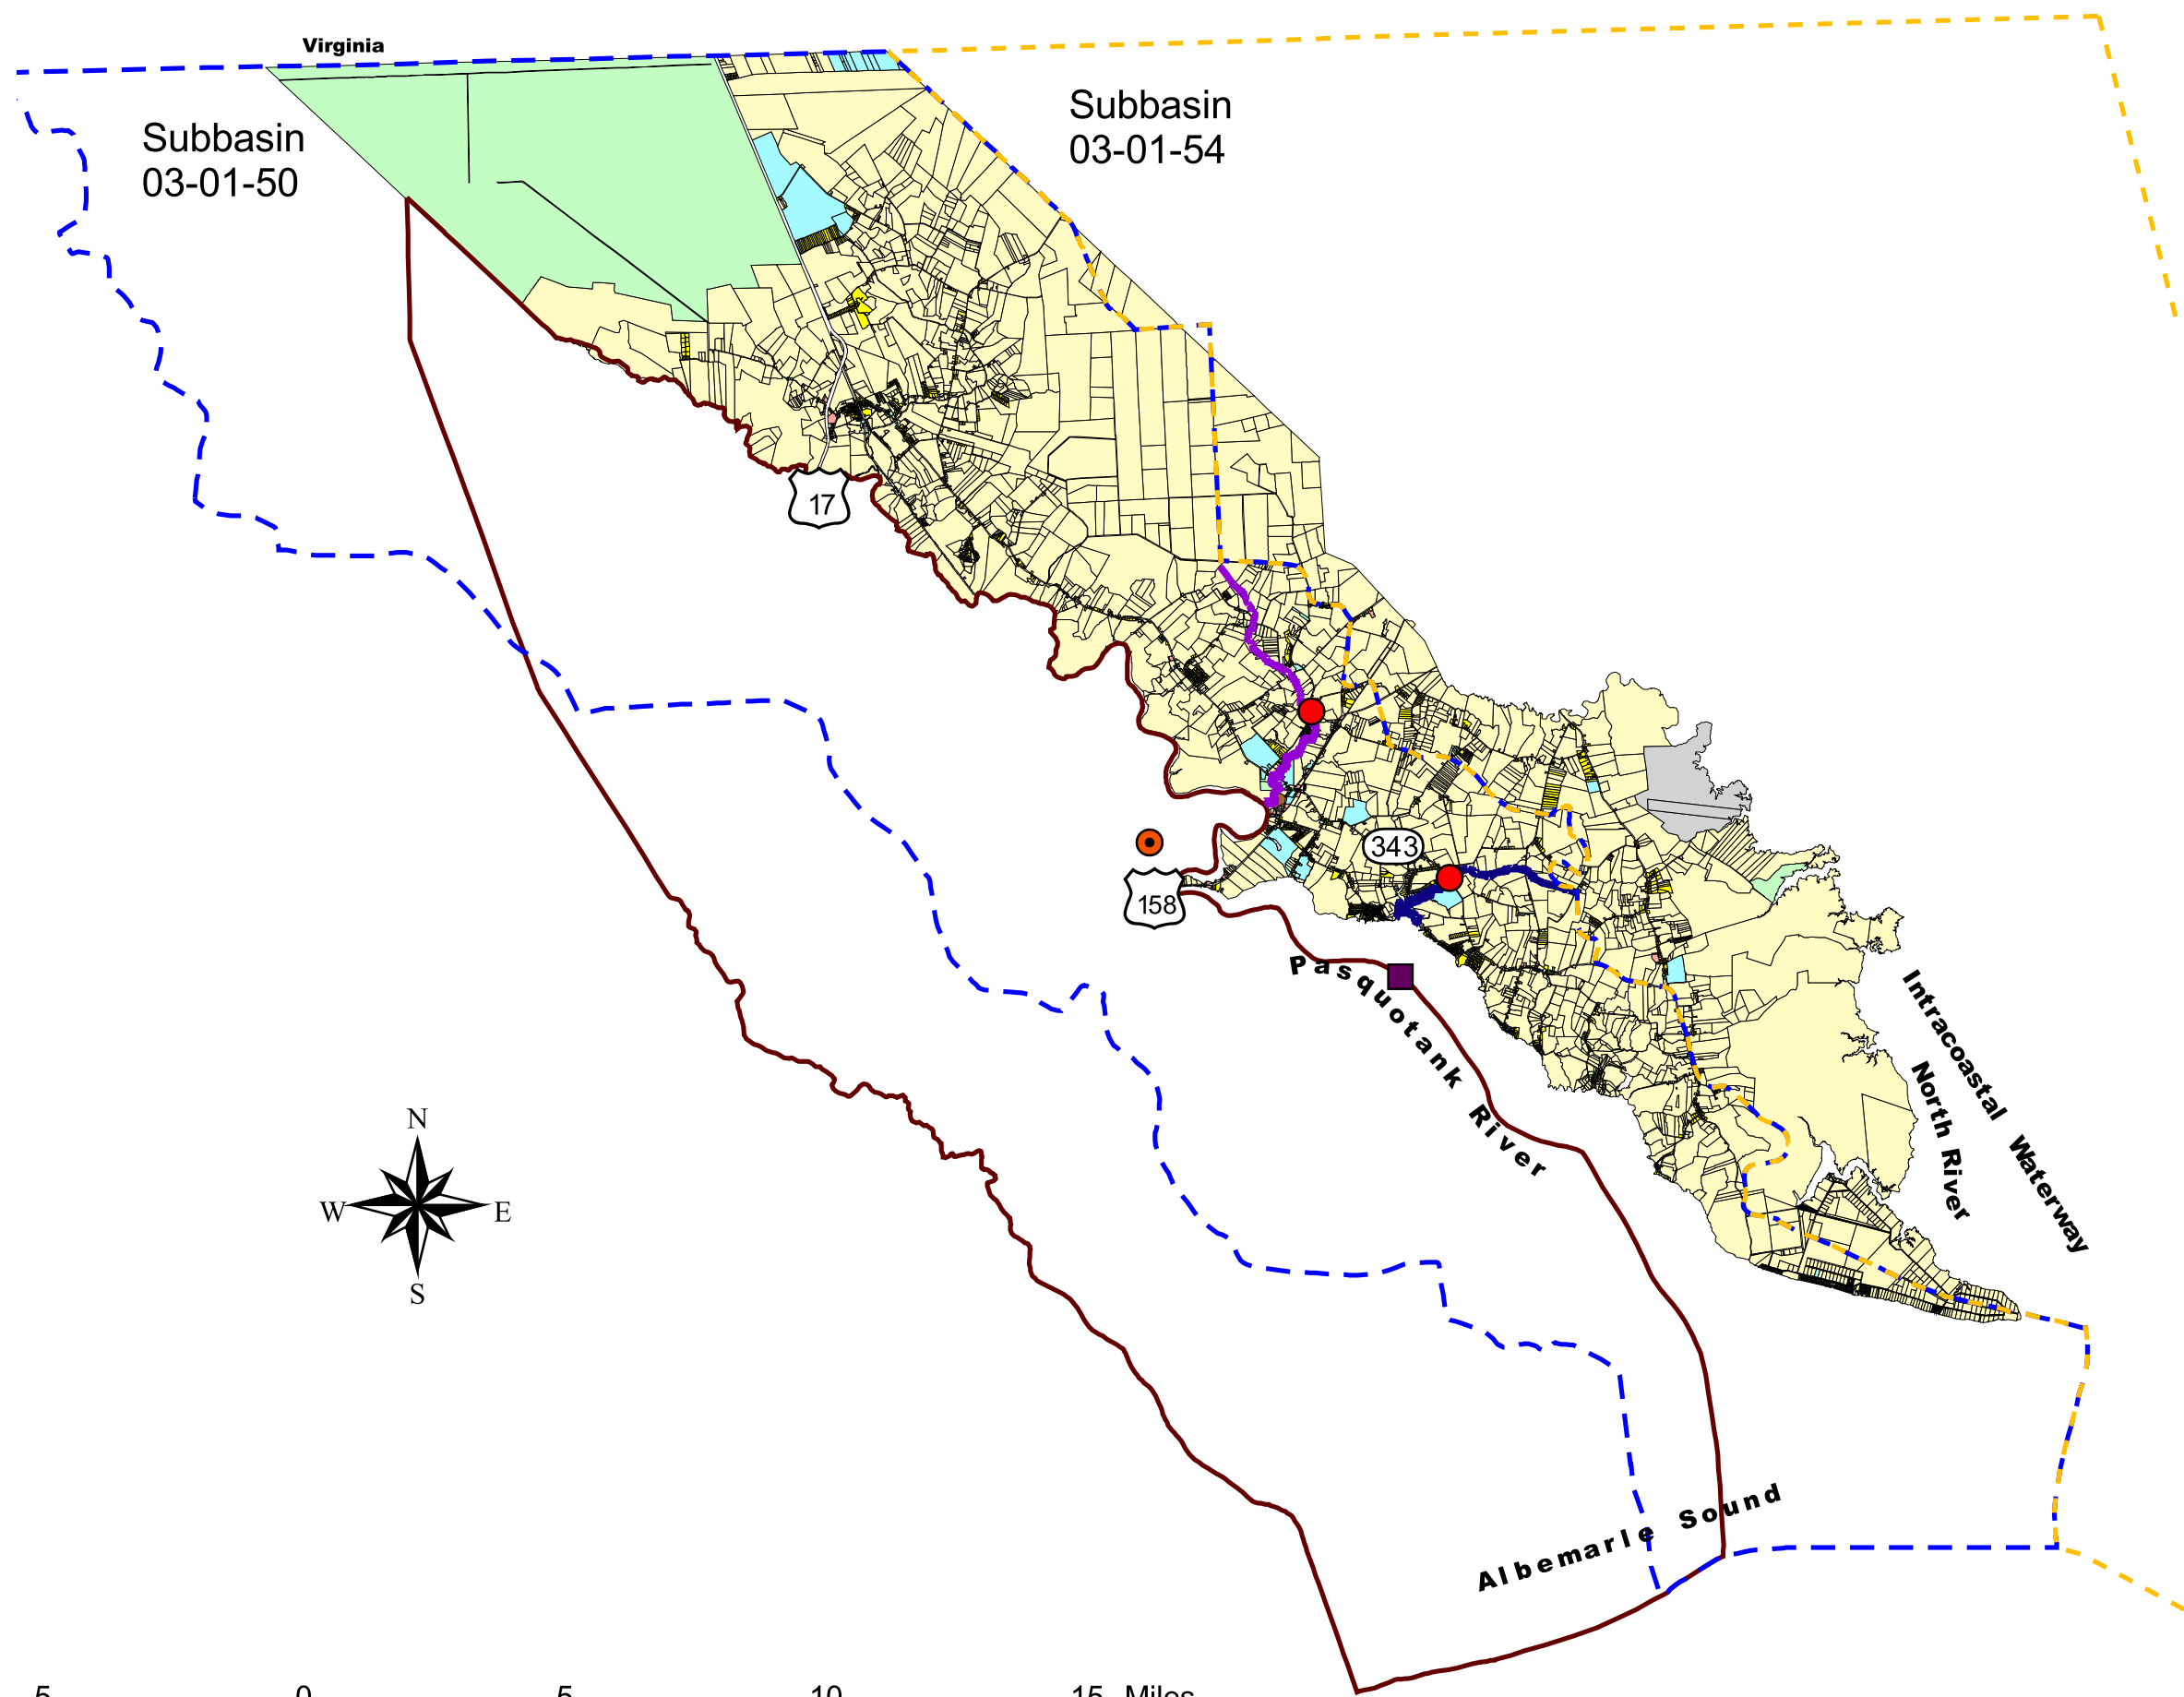 Virginia
Subbasin
03-01-54
Subbasin
03-01-50
17
343
158
Pasquotank River
Intracoastal Waterway
North River
N
W E
S
Albemarle Sound
5 0 5 10 15 Miles